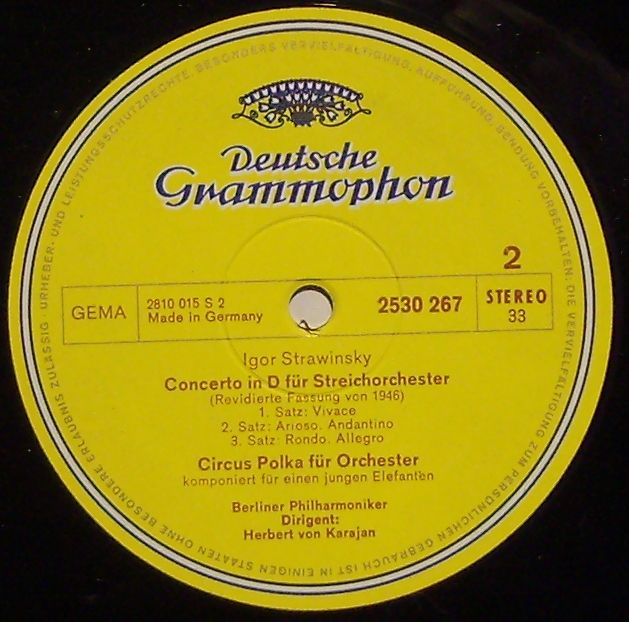 Deutsche
Grammophon
2
GEMA
2810 015 S 2
Made in Germany
2530 267
STEREO
33
Igor Strawinsky
Concerto in D für Streichorchester
(Revidierte Fassung von 1946)
1. Satz: Vivace
2. Satz: Arioso. Andantino
3. Satz: Rondo. Allegro
Circus Polka für Orchester
komponiert für einen jungen Elefanten
Berliner Philharmoniker
Dirigent:
Herbert von Karajan
URHEBER- UND LEISTUNGSSCHUTZRECHTE, BESONDERS VERVIELFÄLTIGUNG, AUFFÜHRUNG, SENDUNG VORBEHALTEN · DIE VERVIELFÄLTIGUNG ZUM PERSÖNLICHEN GEBRAUCH IST IN EINIGEN STAATEN OHNE BESONDERE ERLAUBNIS ZULÄSSIG ·